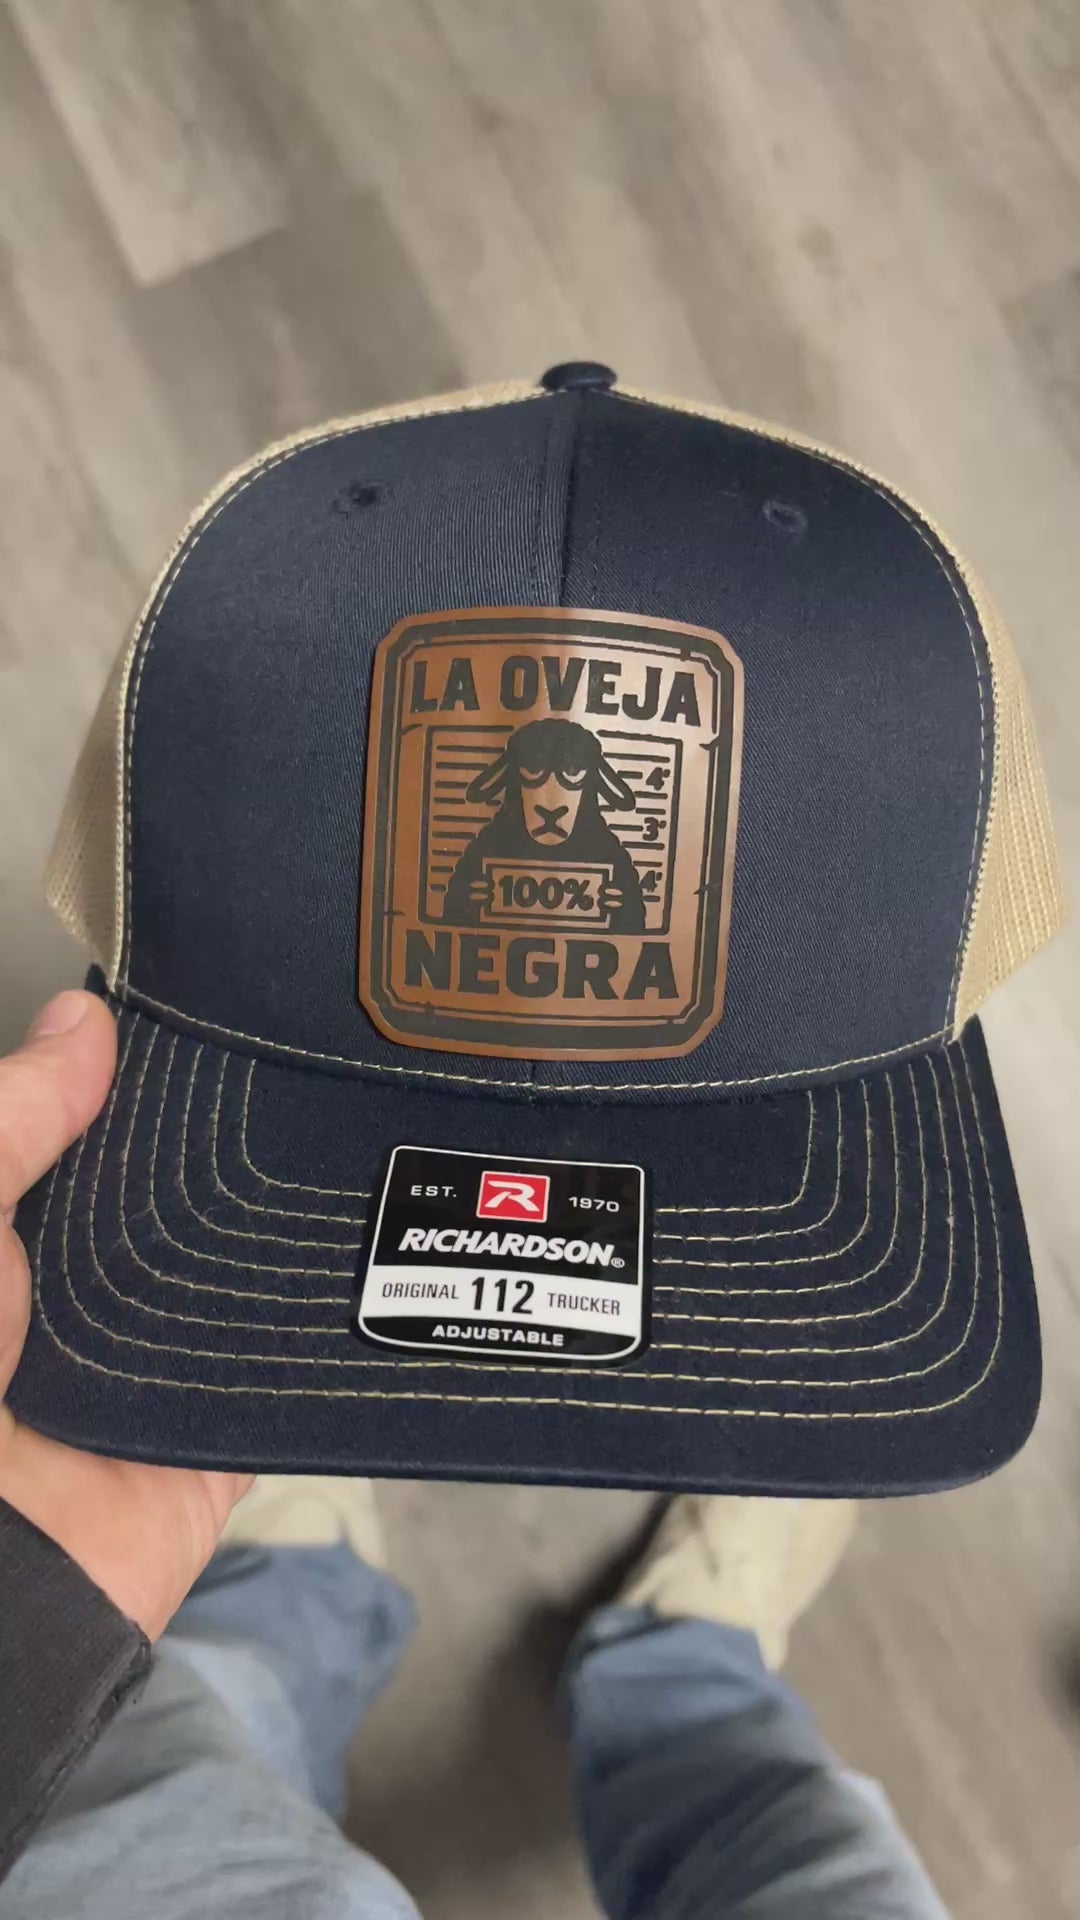 LA OVEJA
4'
3'
4'
100%
NEGRA
EST. R 1970
RICHARDSON®
ORIGINAL 112 TRUCKER
ADJUSTABLE